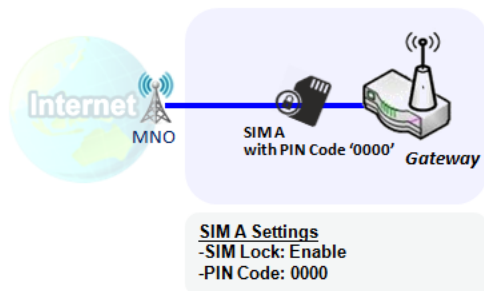 Internet
MNO
SIM A
with PIN Code ‘0000’
Gateway
SIM A Settings
-SIM Lock: Enable
-PIN Code: 0000